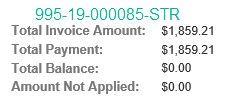 995-19-000085-STR
Total Invoice Amount: $1,859.21
Total Payment: $1,859.21
Total Balance: $0.00
Amount Not Applied: $0.00